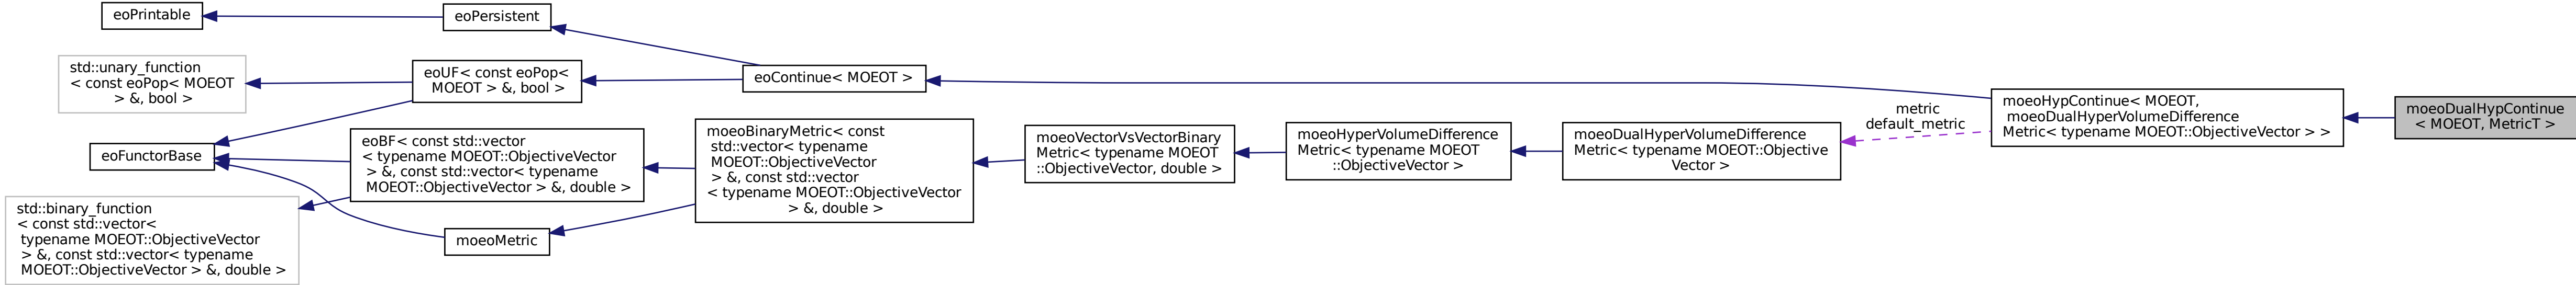 eoPrintable
eoPersistent
std::unary_function
< const eoPop< MOEOT
> &, bool >
eoUF< const eoPop<
MOEOT > &, bool >
eoContinue< MOEOT >
eoFunctorBase
eoBF< const std::vector
< typename MOEOT::ObjectiveVector
> &, const std::vector< typename
MOEOT::ObjectiveVector > &, double >
std::binary_function
< const std::vector<
typename MOEOT::ObjectiveVector
> &, const std::vector< typename
MOEOT::ObjectiveVector > &, double >
moeoMetric
moeoBinaryMetric< const
std::vector< typename
MOEOT::ObjectiveVector
> &, const std::vector
< typename MOEOT::ObjectiveVector
> &, double >
moeoVectorVsVectorBinary
Metric< typename MOEOT
::ObjectiveVector, double >
moeoHyperVolumeDifference
Metric< typename MOEOT
::ObjectiveVector >
moeoDualHyperVolumeDifference
Metric< typename MOEOT::Objective
Vector >
metric
default_metric
moeoHypContinue< MOEOT,
moeoDualHyperVolumeDifference
Metric< typename MOEOT::ObjectiveVector > >
moeoDualHypContinue
< MOEOT, MetricT >